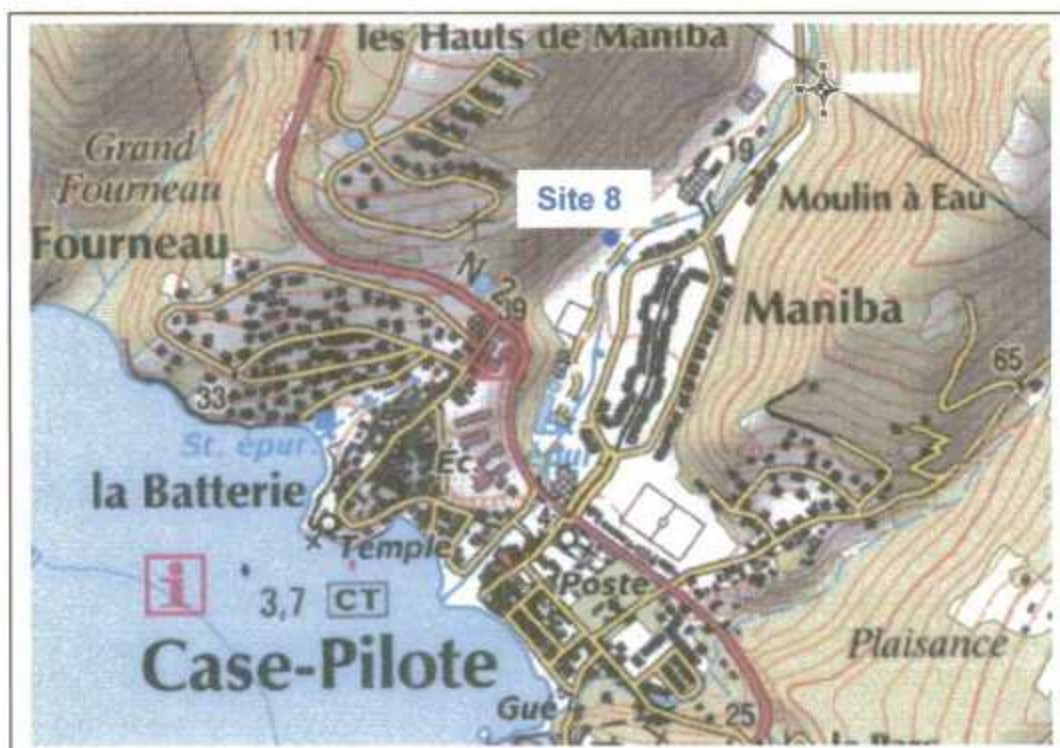 117
les Hauts de Maniba
Grand
Fourneau
19
Site 8
Moulin à Eau
Fourneau
N 2
39
Maniba
65
33
St. épur.
Ec.
épur
la Batterie
Temple
Poste
3,7
CT
Case-Pilote
Plaisance
Gué
25